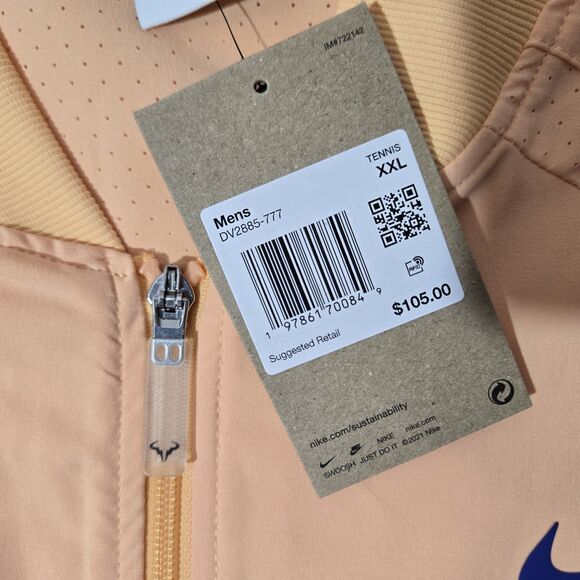 IM#722142
TENNIS
XXL
Mens
DV2885-777
RFID
1 97861 70084 9
$105.00
Suggested Retail
nike.com/sustainability
NIKE nike.com
SWOOSH JUST DO IT ©2021 Nike